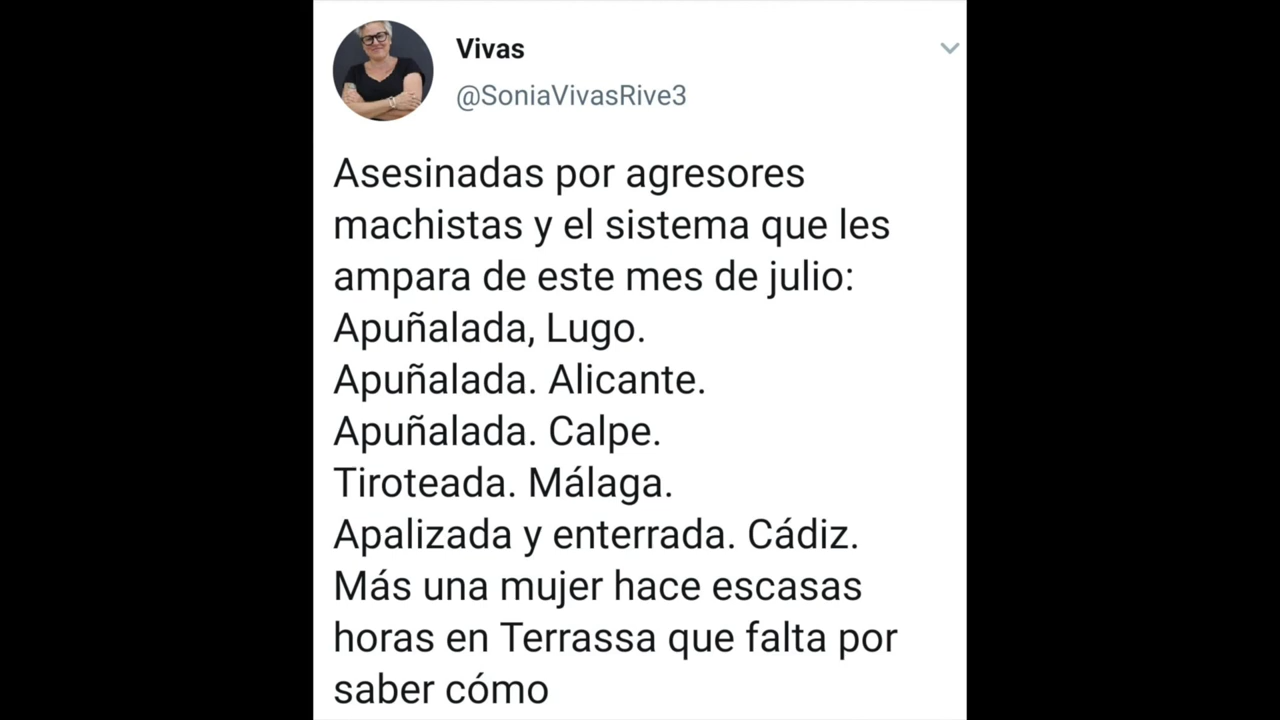 Vivas
@SoniaVivasRive3
Asesinadas por agresores
machistas y el sistema que les
ampara de este mes de julio:
Apuñalada, Lugo.
Apuñalada. Alicante.
Apuñalada. Calpe.
Tiroteada. Málaga.
Apalizada y enterrada. Cádiz.
Más una mujer hace escasas
horas en Terrassa que falta por
saber cómo